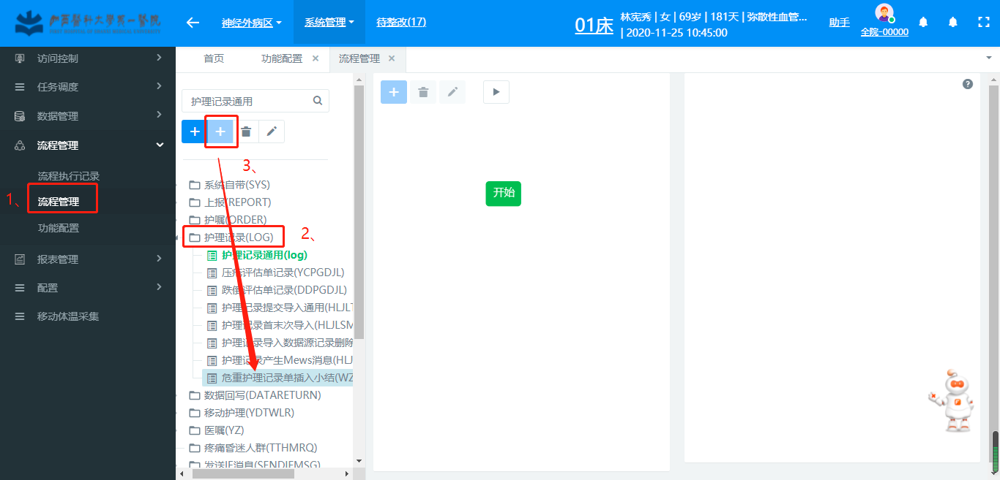 广西医科大学第一附院
神经外病区
系统管理
待整改(17)
01床
林宪秀 | 女 | 69岁 | 181天 | 弥散性血管...
| 2020-11-25 10:45:00
助手
全院-00000
访问控制
任务调度
数据管理
流程管理
流程执行记录
1、
流程管理
功能配置
报表管理
配置
移动体温采集
首页
功能配置
流程管理
护理记录通用
3、
系统自带(SYS)
上报(REPORT)
护嘱(ORDER)
护理记录(LOG)
2、
护理记录通用(log)
压疮评估单记录(YCPGDJL)
跌倒评估单记录(DDPGDJL)
护理记录提交导入通用(HLJLT
护理记录首末次导入(HLJLSM
护理记录导入数据源记录删除
护理记录产生Mews消息(HLJ
危重护理记录单插入小结(WZ
数据回写(DATARETURN)
移动护理(YDTWLR)
医嘱(YZ)
疼痛昏迷人群(TTHMRQ)
发送IE消息(SENDIEMSG)
开始